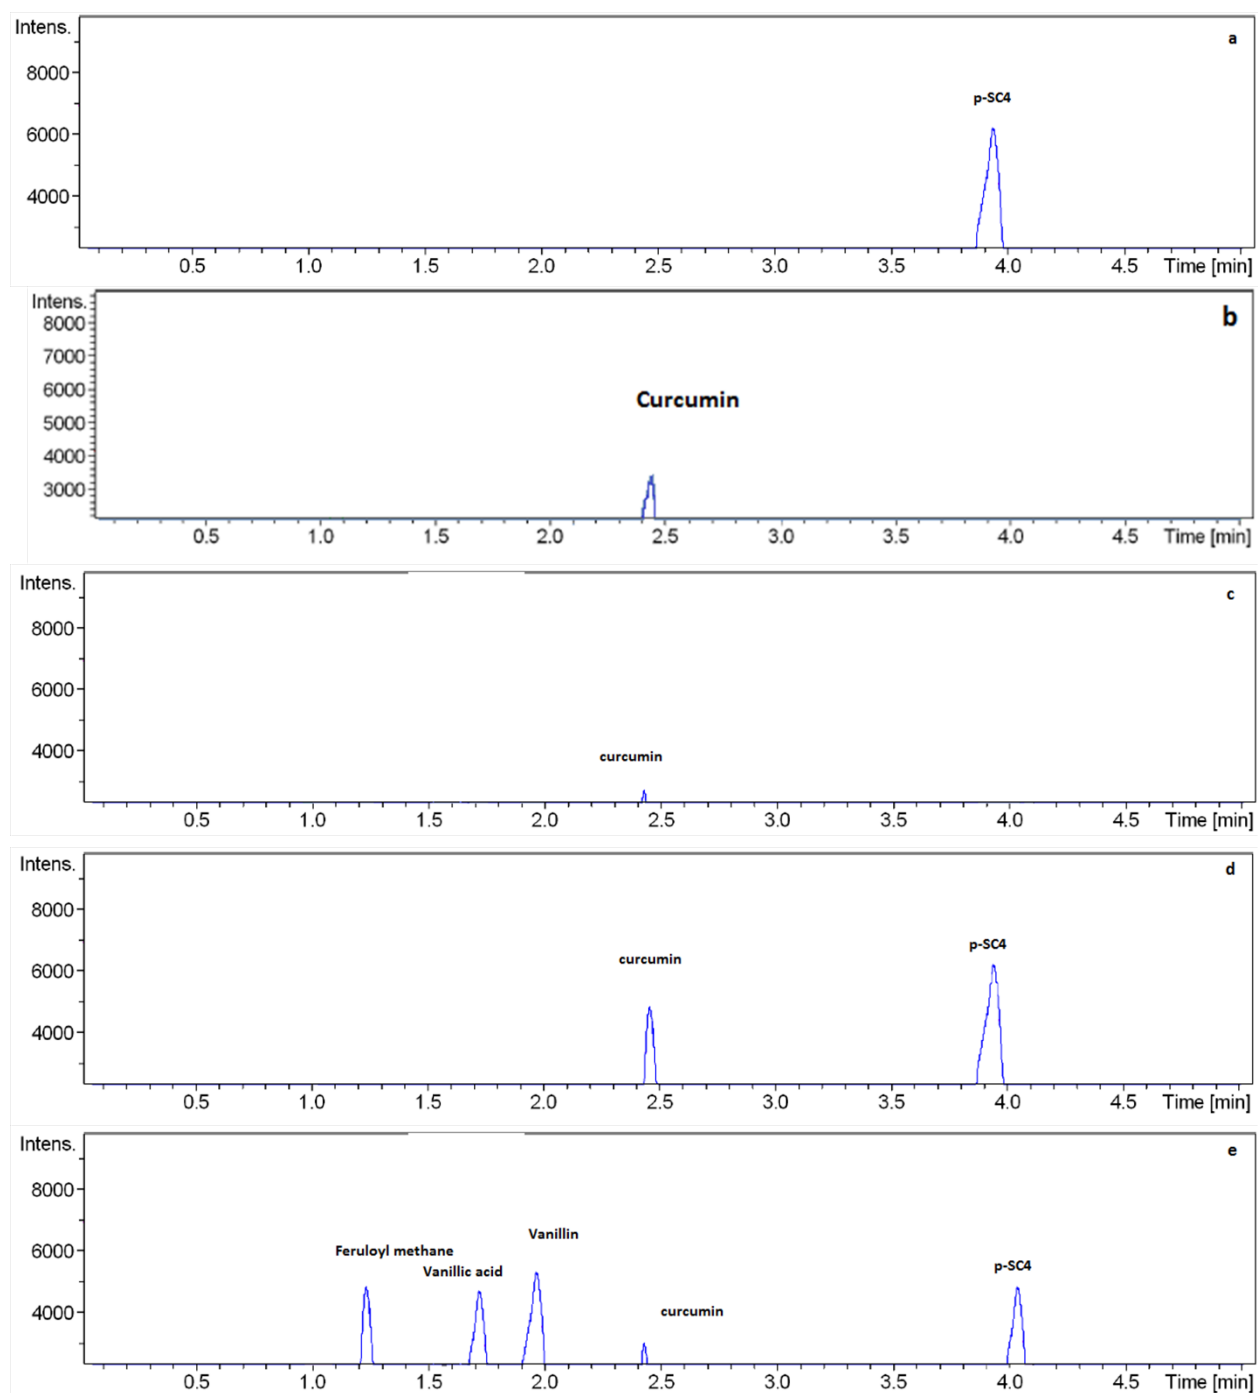 Intens.
a
8000
p-SC4
6000
4000
0.5 1.0 1.5 2.0 2.5 3.0 3.5 4.0 4.5 Time [min]
Intens.
b
8000
7000
6000
Curcumin
5000
4000
3000
0.5 1.0 1.5 2.0 2.5 3.0 3.5 4.0 4.5 Time [min]
Intens.
c
8000
6000
4000
curcumin
0.5 1.0 1.5 2.0 2.5 3.0 3.5 4.0 4.5 Time [min]
Intens.
d
8000
p-SC4
6000
curcumin
4000
0.5 1.0 1.5 2.0 2.5 3.0 3.5 4.0 4.5 Time [min]
Intens.
e
8000
Vanillin
6000
Feruloyl methane
Vanillic acid
p-SC4
4000
curcumin
0.5 1.0 1.5 2.0 2.5 3.0 3.5 4.0 4.5 Time [min]